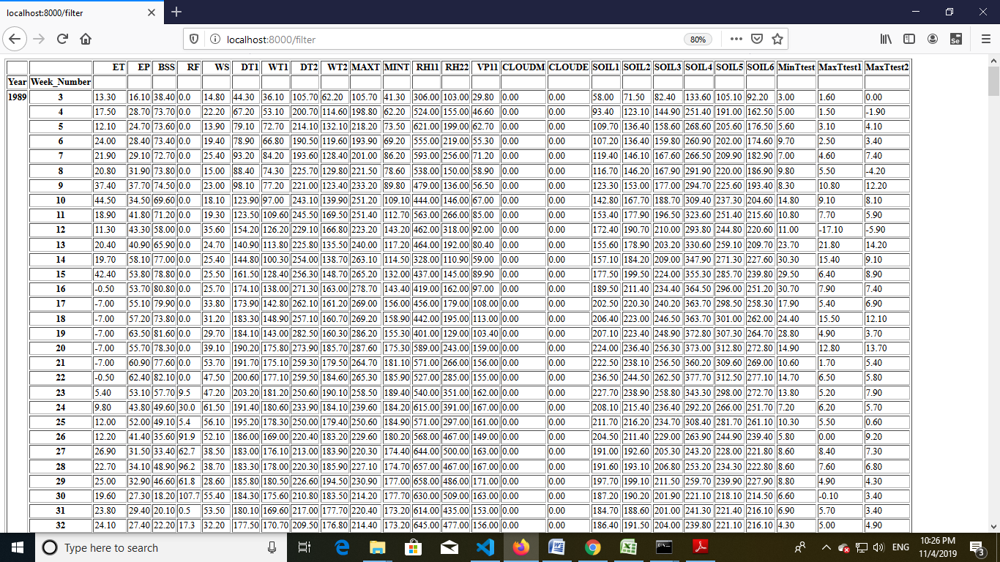 localhost:8000/filter
localhost:8000/filter 80%
ET EP BSS RF WS DT1 WT1 DT2 WT2 MAXT MINT RH11 RH22 VP11 CLOUDM CLOUDE SOIL1 SOIL2 SOIL3 SOIL4 SOIL5 SOIL6 MinTtest MaxTtest1 MaxTtest2
Year Week_Number
1989 3 13.30 16.10 38.40 0.0 14.80 44.30 36.10 105.70 62.20 105.70 41.30 306.00 103.00 29.80 0.00 0.00 58.00 71.50 82.40 133.60 105.10 92.20 3.00 1.60 0.00
4 17.50 28.70 73.70 0.0 22.20 67.20 53.10 200.70 114.60 198.80 62.20 524.00 155.00 46.60 0.00 0.00 93.40 123.10 144.90 251.40 191.00 162.50 5.00 1.50 -1.90
5 12.10 24.70 73.60 0.0 13.90 79.10 72.70 214.10 132.10 218.20 73.50 621.00 199.00 62.70 0.00 0.00 109.70 136.40 158.60 268.60 205.60 176.50 5.60 3.10 4.10
6 24.00 28.40 73.40 0.0 19.40 78.90 66.80 190.50 119.60 193.90 69.20 555.00 219.00 55.30 0.00 0.00 107.20 136.40 159.80 260.90 202.00 174.60 9.70 2.50 3.40
7 21.90 29.10 72.70 0.0 25.40 93.20 84.20 193.60 128.40 201.00 86.20 593.00 256.00 71.20 0.00 0.00 119.40 146.10 167.60 266.50 209.90 182.90 7.00 4.60 7.40
8 20.80 31.90 73.80 0.0 15.00 88.40 74.30 225.70 129.80 221.50 78.60 538.00 150.00 58.90 0.00 0.00 116.70 146.20 167.90 291.90 220.00 186.90 9.80 5.50 -4.20
9 37.40 37.70 74.50 0.0 23.00 98.10 77.20 221.00 123.40 233.20 89.80 479.00 136.00 56.50 0.00 0.00 123.30 153.00 177.00 294.70 225.60 193.40 8.30 10.80 12.20
10 44.50 34.50 69.60 0.0 18.10 123.90 97.00 243.10 139.90 251.20 109.10 444.00 146.00 67.00 0.00 0.00 142.80 167.70 188.70 309.40 237.30 204.60 14.80 9.10 8.10
11 18.90 41.80 71.20 0.0 19.30 123.50 109.60 245.50 169.50 251.40 112.70 563.00 266.00 85.00 0.00 0.00 153.40 177.90 196.50 323.60 251.40 215.60 10.80 7.70 5.90
12 11.30 43.30 58.00 0.0 35.60 154.20 126.20 229.10 166.80 223.20 143.20 462.00 318.00 92.00 0.00 0.00 172.40 190.70 210.00 293.80 244.80 220.60 11.00 -17.10 -5.90
13 20.40 40.90 65.90 0.0 24.70 140.90 113.80 225.80 135.50 240.00 117.20 464.00 192.00 80.40 0.00 0.00 155.60 178.90 203.20 330.60 259.10 209.70 23.70 21.80 14.20
14 19.70 58.10 77.00 0.0 25.40 144.80 100.30 254.00 138.70 263.10 114.50 328.00 110.90 59.00 0.00 0.00 157.10 184.20 209.00 347.90 271.30 227.60 30.30 15.40 9.10
15 42.40 53.80 78.80 0.0 25.50 161.50 128.40 256.30 148.70 265.20 132.00 437.00 145.00 89.90 0.00 0.00 177.50 199.50 224.00 355.30 285.70 239.80 29.50 6.40 8.90
16 -0.50 53.70 80.80 0.0 25.70 174.10 138.00 271.30 163.00 278.70 143.40 419.00 162.00 97.00 0.00 0.00 189.50 211.40 234.40 364.50 296.00 251.20 30.70 7.90 7.40
17 -7.00 55.10 79.90 0.0 33.80 173.90 142.80 262.10 161.20 269.00 156.00 456.00 179.00 108.00 0.00 0.00 202.50 220.30 240.20 363.70 298.50 258.30 17.90 5.40 6.90
18 -7.00 57.20 73.80 0.0 31.20 183.30 148.90 257.10 160.70 269.20 158.90 442.00 195.00 113.00 0.00 0.00 206.40 223.00 246.50 363.70 301.00 262.00 24.40 15.50 12.10
19 -7.00 63.50 81.60 0.0 29.70 184.10 143.00 282.50 160.30 286.20 155.30 401.00 129.00 103.40 0.00 0.00 207.10 223.40 248.90 372.80 307.30 264.70 28.80 4.90 3.70
20 -7.00 55.70 78.30 0.0 39.10 190.20 175.80 273.90 185.70 287.60 175.30 589.00 243.00 159.00 0.00 0.00 224.00 236.40 256.30 373.00 312.80 272.80 14.90 12.80 13.70
21 -7.00 60.90 77.60 0.0 53.70 191.70 175.10 259.30 179.50 264.70 181.10 571.00 266.00 156.00 0.00 0.00 222.50 238.10 256.50 360.20 309.60 269.00 10.60 1.70 5.40
22 -0.50 62.40 82.10 0.0 47.50 200.60 177.10 259.50 184.60 265.30 185.90 527.00 285.00 155.00 0.00 0.00 236.50 244.50 262.50 377.70 312.50 277.10 14.70 6.50 5.80
23 5.40 53.10 57.70 9.5 47.20 203.20 181.20 250.60 190.10 258.50 189.40 540.00 351.00 162.00 0.00 0.00 227.70 238.90 258.80 343.30 298.00 272.70 13.80 5.20 7.90
24 9.80 43.80 49.60 30.0 61.50 191.40 180.60 233.90 184.10 239.60 184.20 615.00 391.00 167.00 0.00 0.00 208.10 215.40 236.40 292.20 266.00 251.70 7.20 6.20 5.70
25 12.00 52.00 49.10 5.4 56.10 195.20 178.30 250.00 179.40 250.60 184.90 571.00 297.00 161.00 0.00 0.00 211.70 216.20 234.70 308.40 281.70 261.10 10.30 5.50 0.60
26 12.20 41.40 35.60 91.9 52.10 186.00 169.00 220.40 183.20 229.60 180.20 568.00 467.00 149.00 0.00 0.00 204.50 211.40 229.00 263.90 244.90 239.40 5.80 0.00 9.20
27 26.90 31.50 33.40 62.7 38.50 183.00 176.10 213.00 183.90 220.30 174.40 644.00 500.00 163.00 0.00 0.00 191.00 192.60 205.30 243.20 228.00 221.80 8.60 8.40 7.30
28 22.70 34.10 48.90 96.2 38.70 183.30 178.00 220.30 185.90 227.10 174.70 657.00 467.00 167.00 0.00 0.00 191.60 193.10 206.80 253.20 234.30 222.80 8.60 7.60 6.80
29 25.00 32.90 46.60 61.8 28.60 185.80 180.50 226.60 194.50 230.90 177.00 658.00 486.00 171.00 0.00 0.00 197.70 199.10 211.50 259.70 239.90 227.90 8.80 4.90 4.30
30 19.60 27.30 18.20 107.7 55.40 184.30 175.60 210.80 183.50 214.20 177.70 630.00 509.00 163.00 0.00 0.00 187.20 190.20 201.90 221.10 218.10 214.50 6.60 -0.10 3.40
31 23.80 29.40 20.10 0.5 53.50 180.10 169.60 217.00 177.70 220.40 173.20 614.00 435.00 153.00 0.00 0.00 184.70 188.60 201.00 241.30 221.40 216.10 6.90 5.70 3.40
32 24.10 27.40 22.20 17.3 32.20 177.50 170.70 209.50 176.80 214.40 173.20 645.00 477.00 156.00 0.00 0.00 186.40 191.50 204.00 239.80 221.10 216.10 4.30 5.00 4.90
Type here to search ENG 10:26 PM
11/4/2019 3